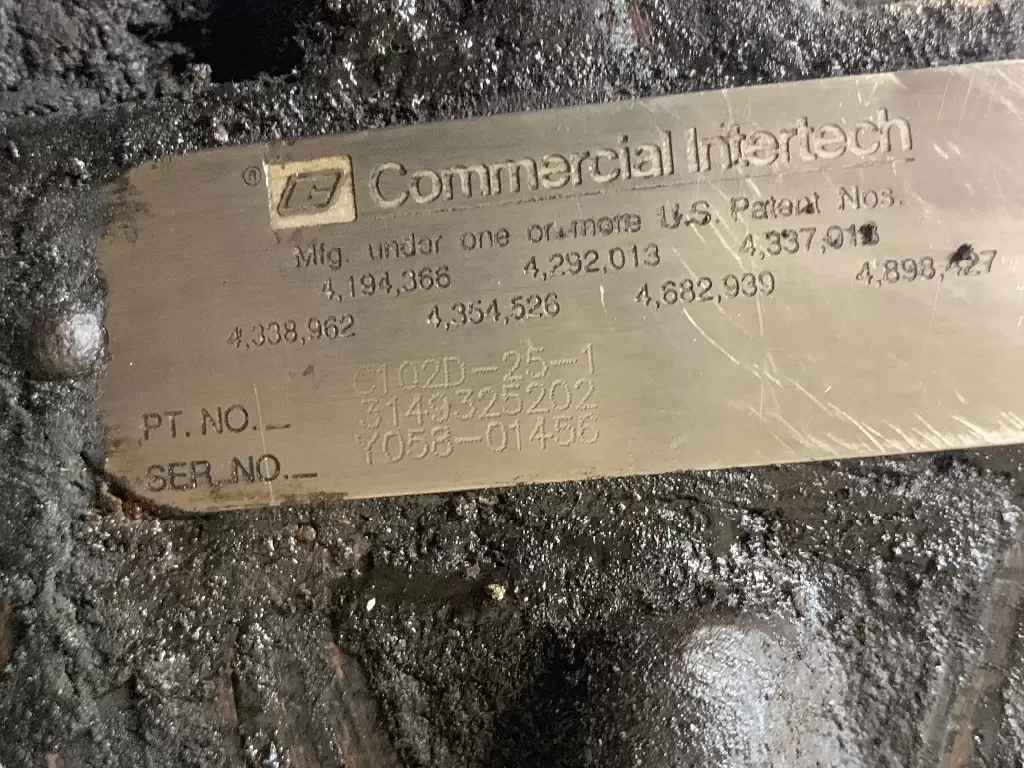 ® Commercial Intertech
Mfg. under one or more U.S. Patent Nos.
4,194,366 4,292,013 4,337,018
4,338,962 4,354,526 4,682,939 4,898,427
C102D-25-1
PT. NO. 3149325202
SER. NO. Y058-01456